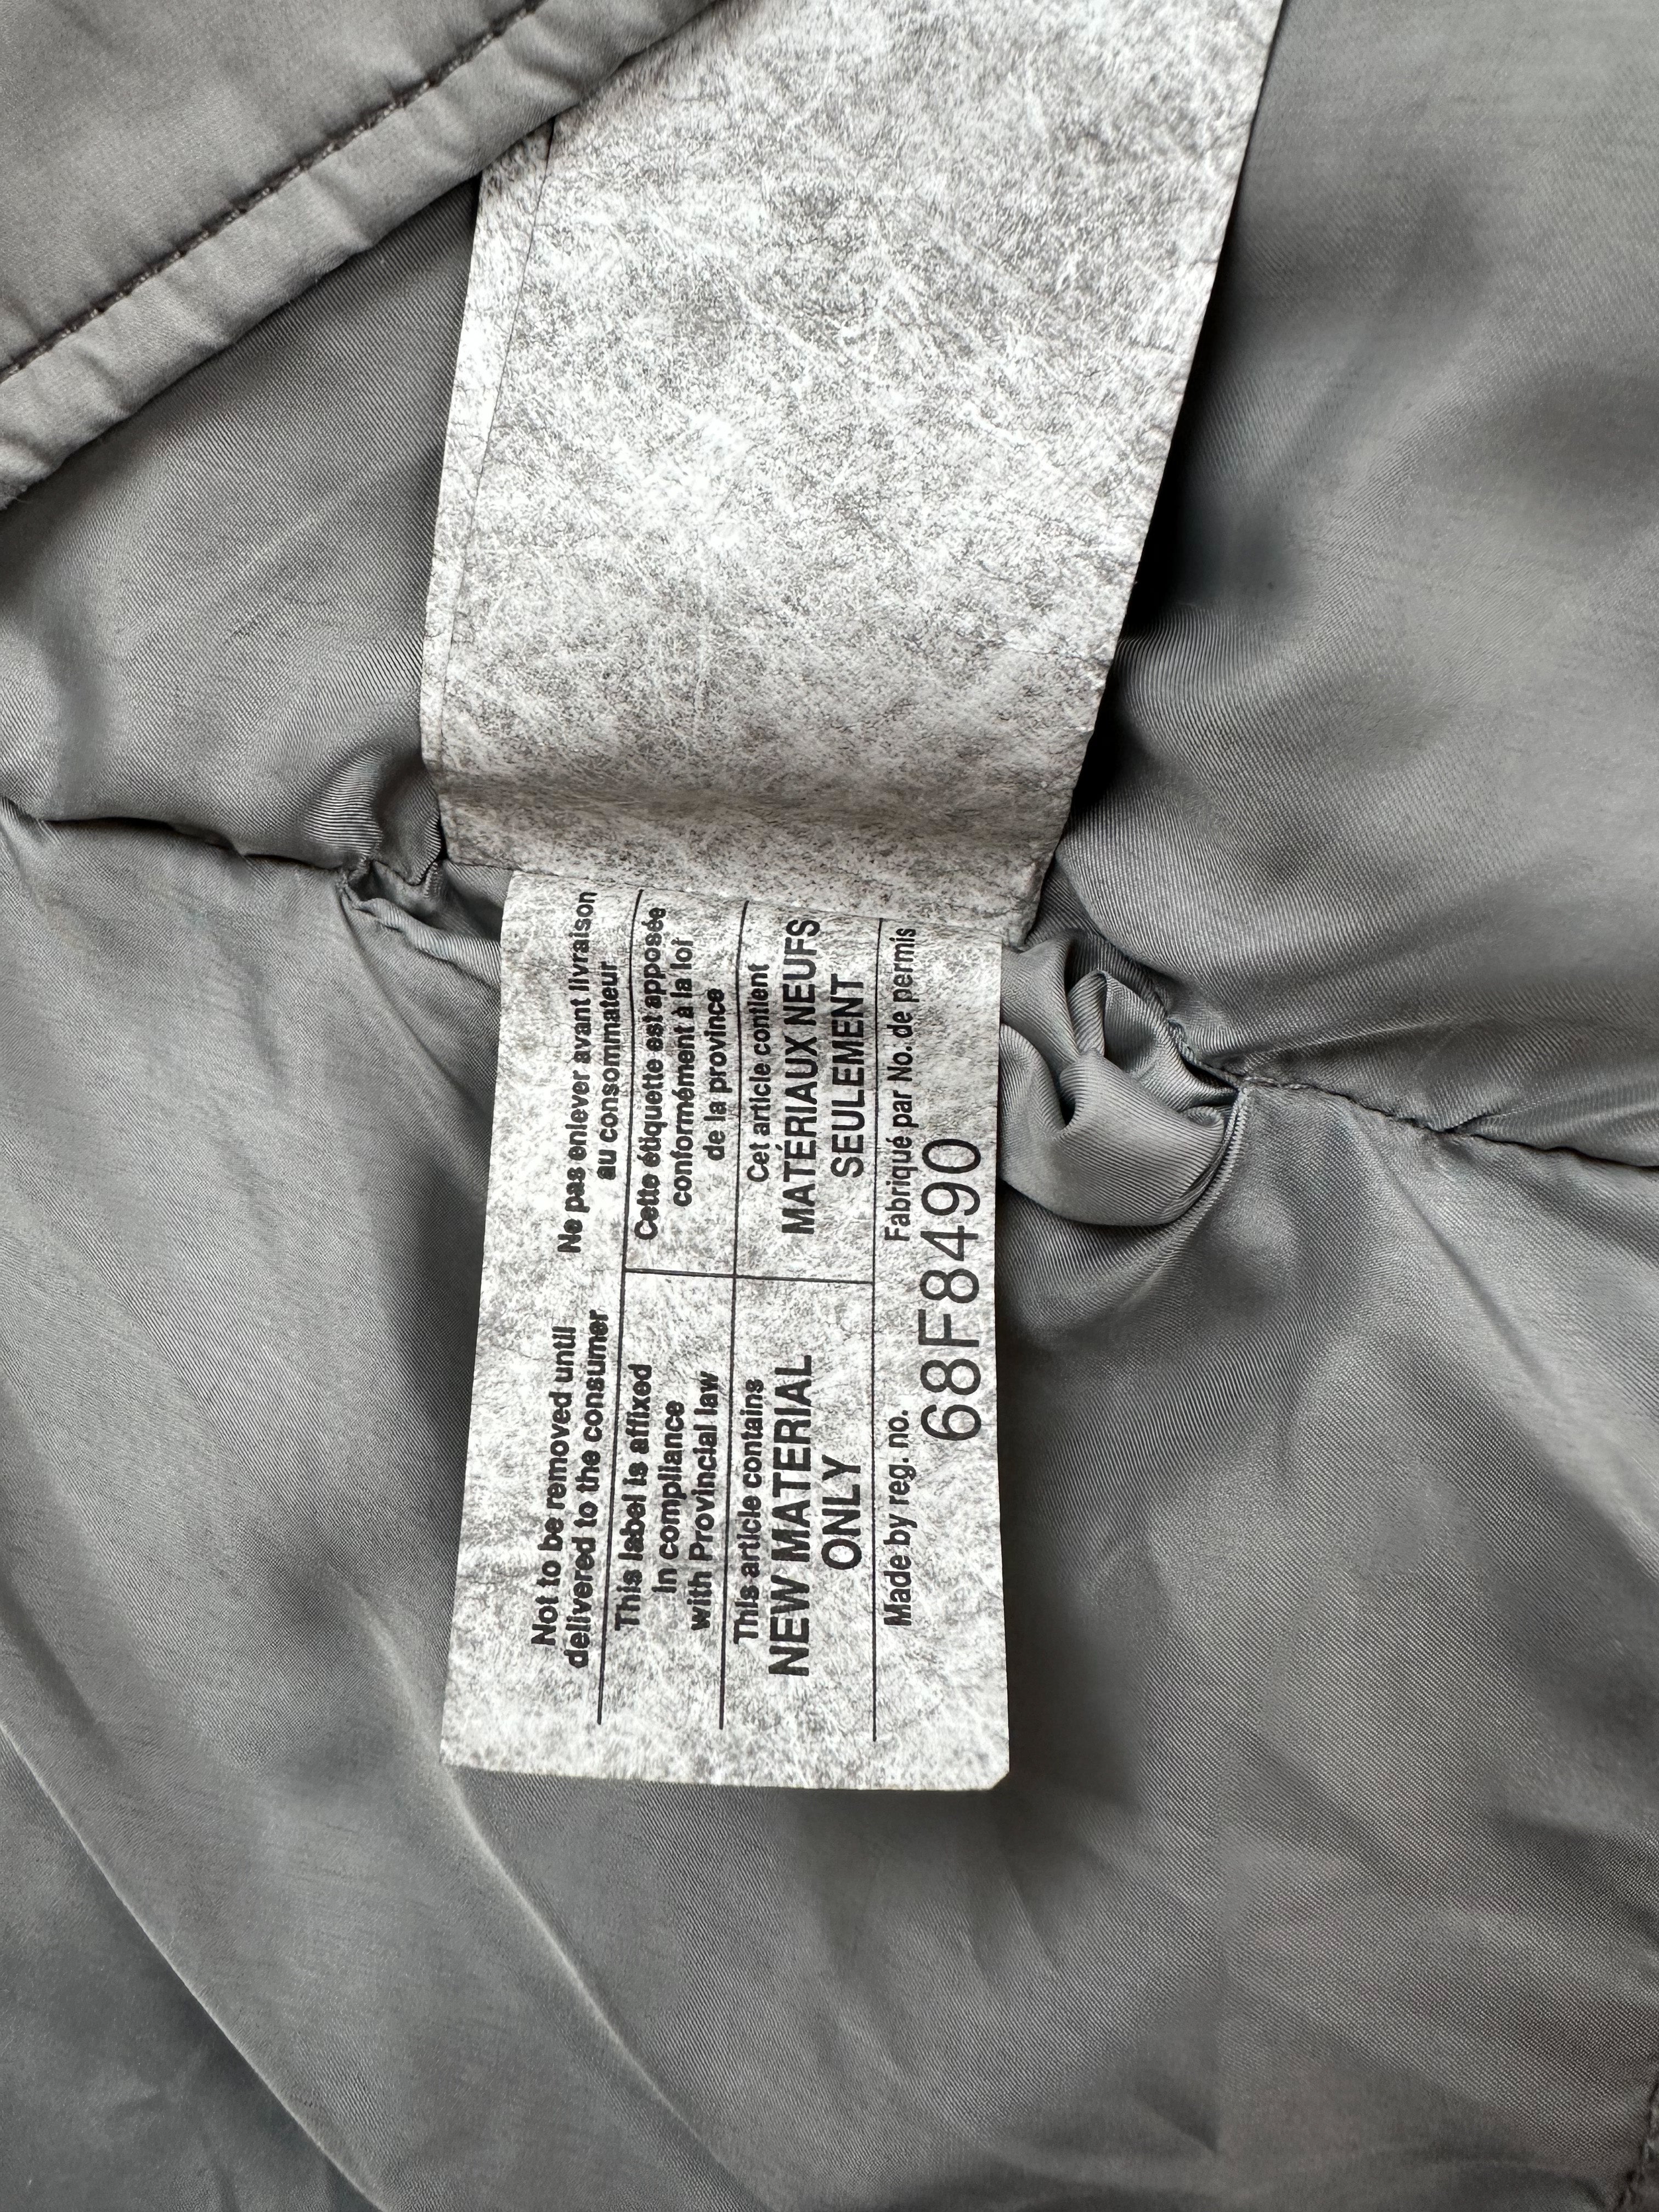 Not to be removed until
delivered to the consumer
Ne pas enlever avant livraison
au consommateur
This label is affixed
in compliance
with Provincial law
Cette étiquette est apposée
conformément à la loi
de la province
This article contains
NEW MATERIAL
ONLY
Cet article contient
MATÉRIAUX NEUFS
SEULEMENT
Made by reg. no.
Fabriqué par No. de permis
68F8490